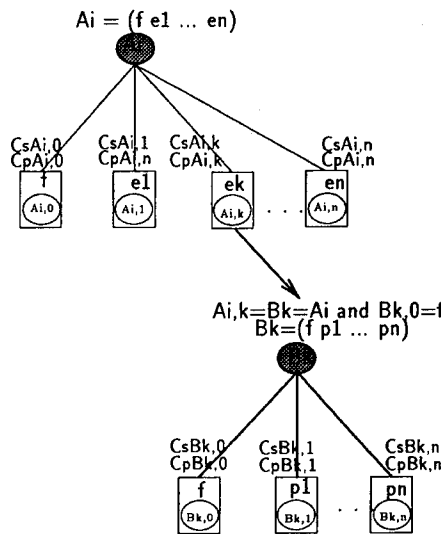 Ai = (f e1 ... en)
CsAi,0 CsAi,1 CsAi,k CsAi,n
CpAi,0 CpAi,n CpAi,k CpAi,n
f e1 ek en
Ai,0 Ai,1 Ai,k . . . Ai,n
Ai,k=Bk=Ai and Bk,0=f
Bk=(f p1 ... pn)
CsBk,0 CsBk,1 CsBk,n
CpBk,0 CpBk,1 CpBk,n
f p1 pn
Bk,0 Bk,1 . . Bk,n